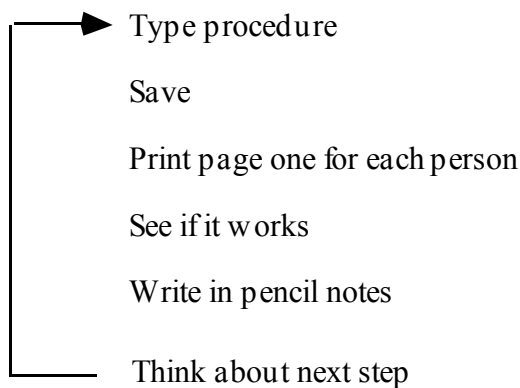 Type procedure
Save
Print page one for each person
See if it works
Write in pencil notes
Think about next step